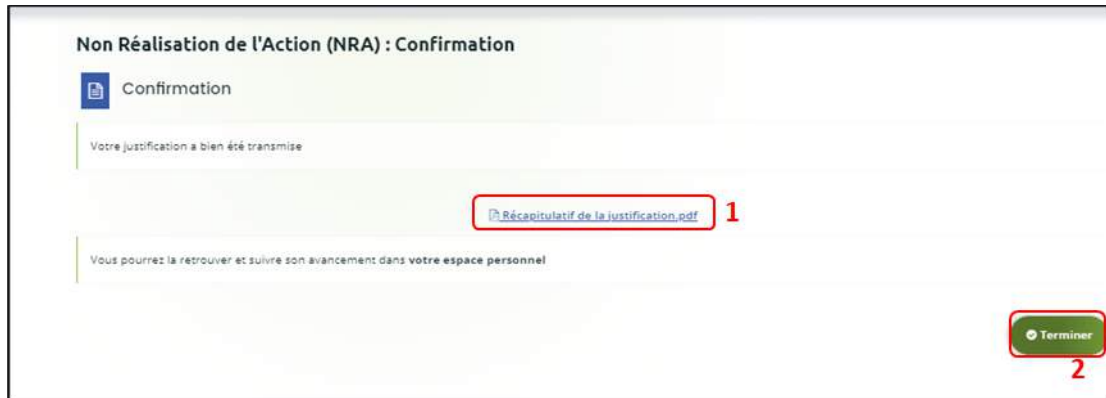 Non Réalisation de l'Action (NRA) : Confirmation
Confirmation
Votre justification a bien été transmise
Récapitulatif de la justification.pdf 1
Vous pourrez la retrouver et suivre son avancement dans votre espace personnel
Terminer
2